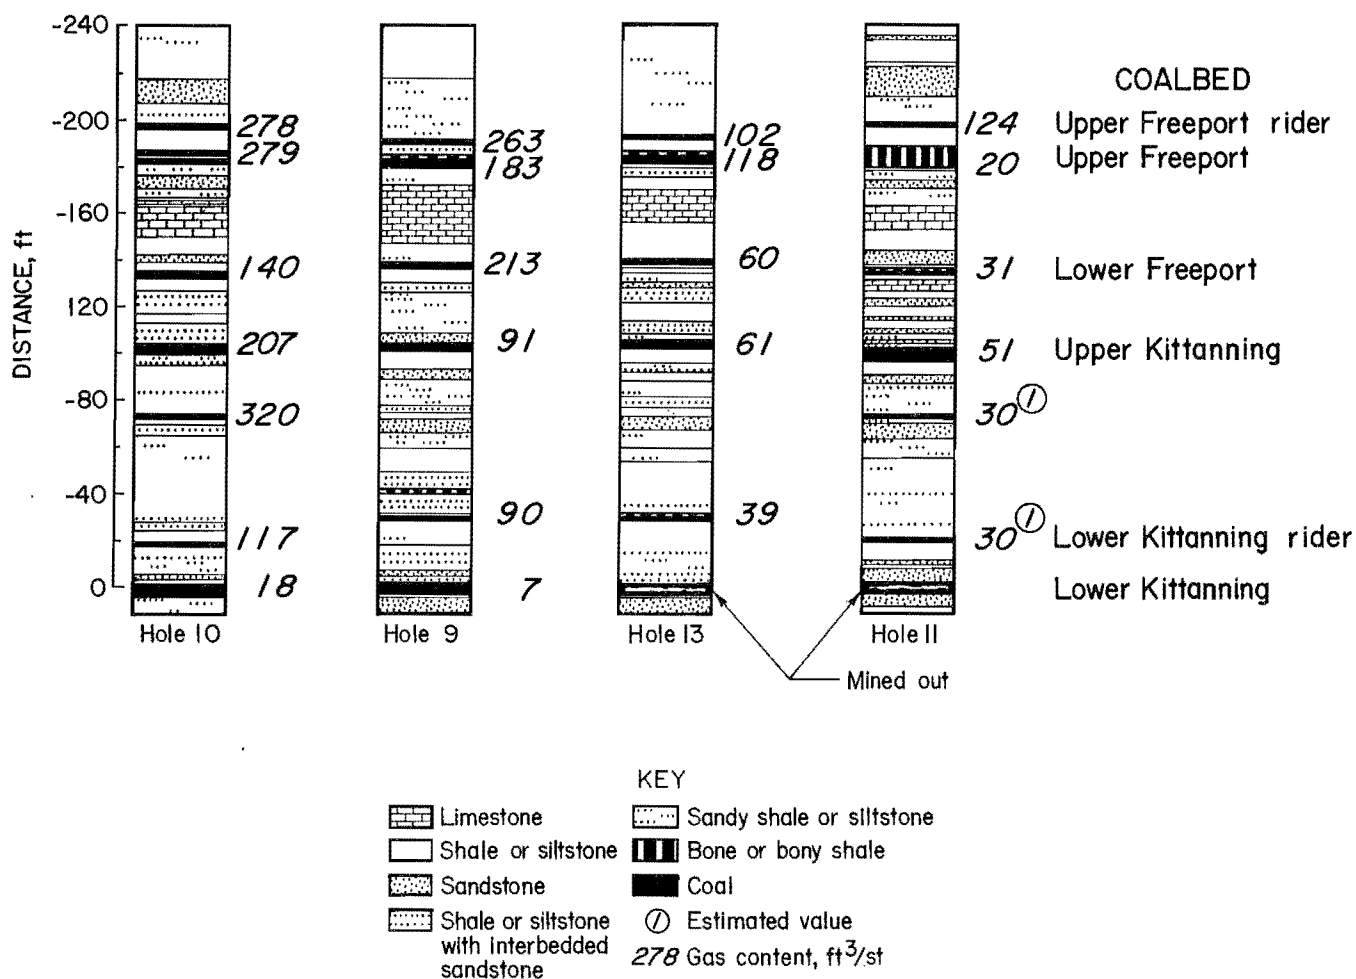 DISTANCE, ft
-240
-200
-160
120
-80
-40
0
278
279
140
207
320
117
18
Hole 10
263
183
213
91
90
7
Hole 9
102
118
60
61
39
Hole 13
124
20
31
51
30 (1)
30 (1)
Hole 11
COALBED
Upper Freeport rider
Upper Freeport
Lower Freeport
Upper Kittanning
Lower Kittanning rider
Lower Kittanning
Mined out
KEY
Limestone
Shale or siltstone
Sandstone
Shale or siltstone
with interbedded
sandstone
Sandy shale or siltstone
Bone or bony shale
Coal
(1) Estimated value
278 Gas content, ft³/st